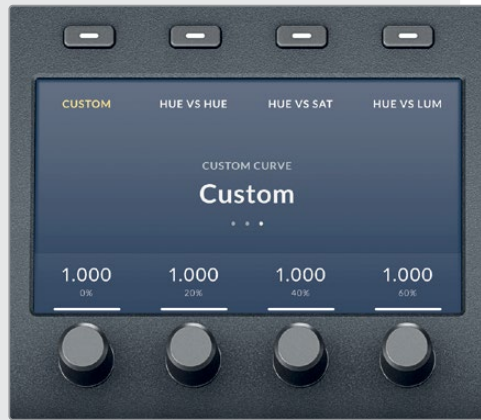 CUSTOM HUE VS HUE HUE VS SAT HUE VS LUM
CUSTOM CURVE
Custom
1.000 1.000 1.000 1.000
0% 20% 40% 60%